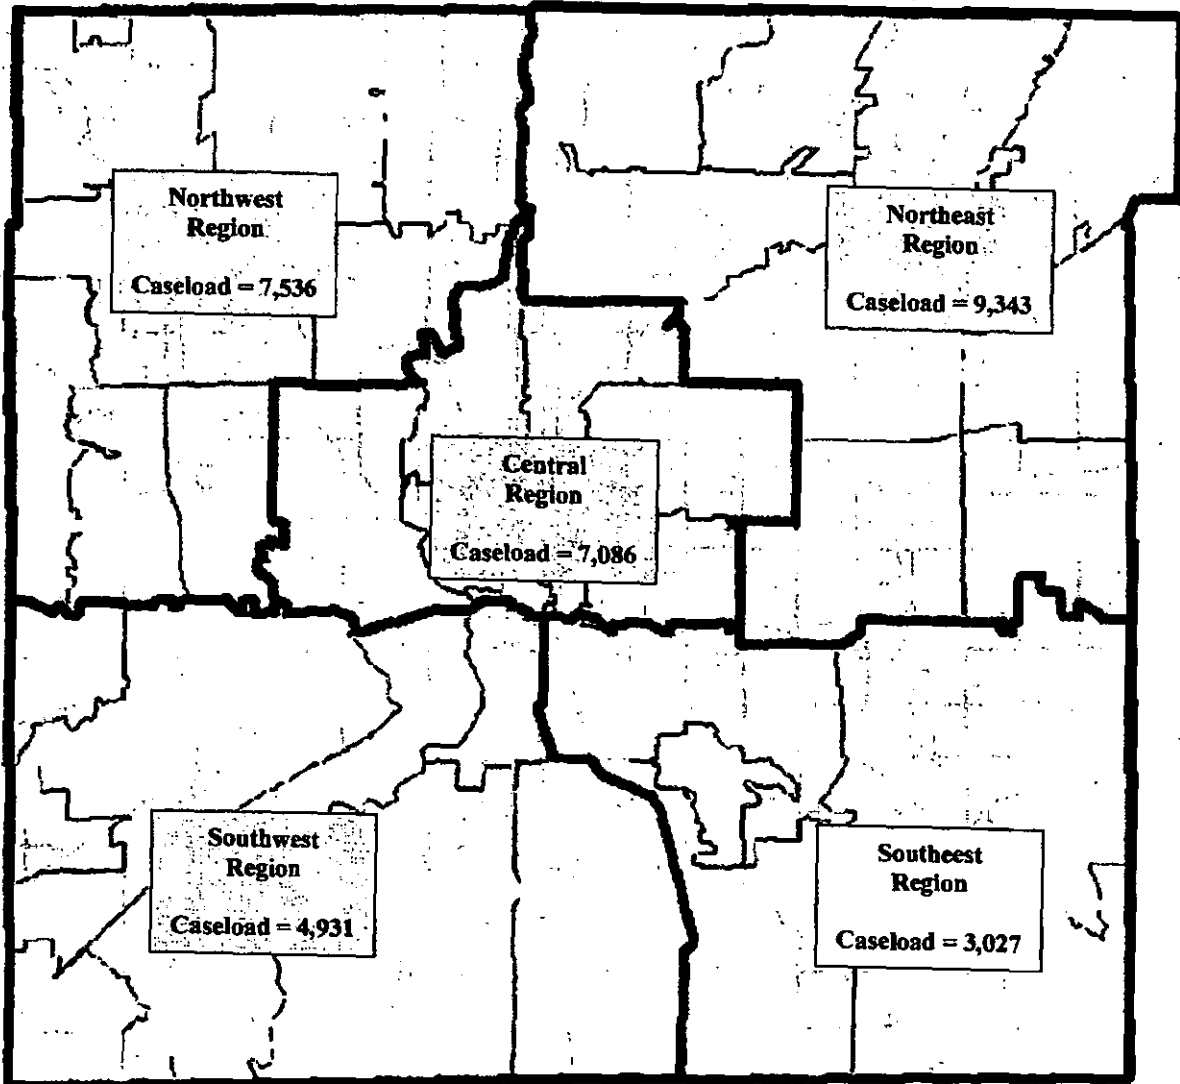 Northwest
Region
Caseload = 7,536
Northeast
Region
Caseload = 9,343
Central
Region
Caseload = 7,086
Southwest
Region
Caseload = 4,931
Southeest
Region
Caseload = 3,027